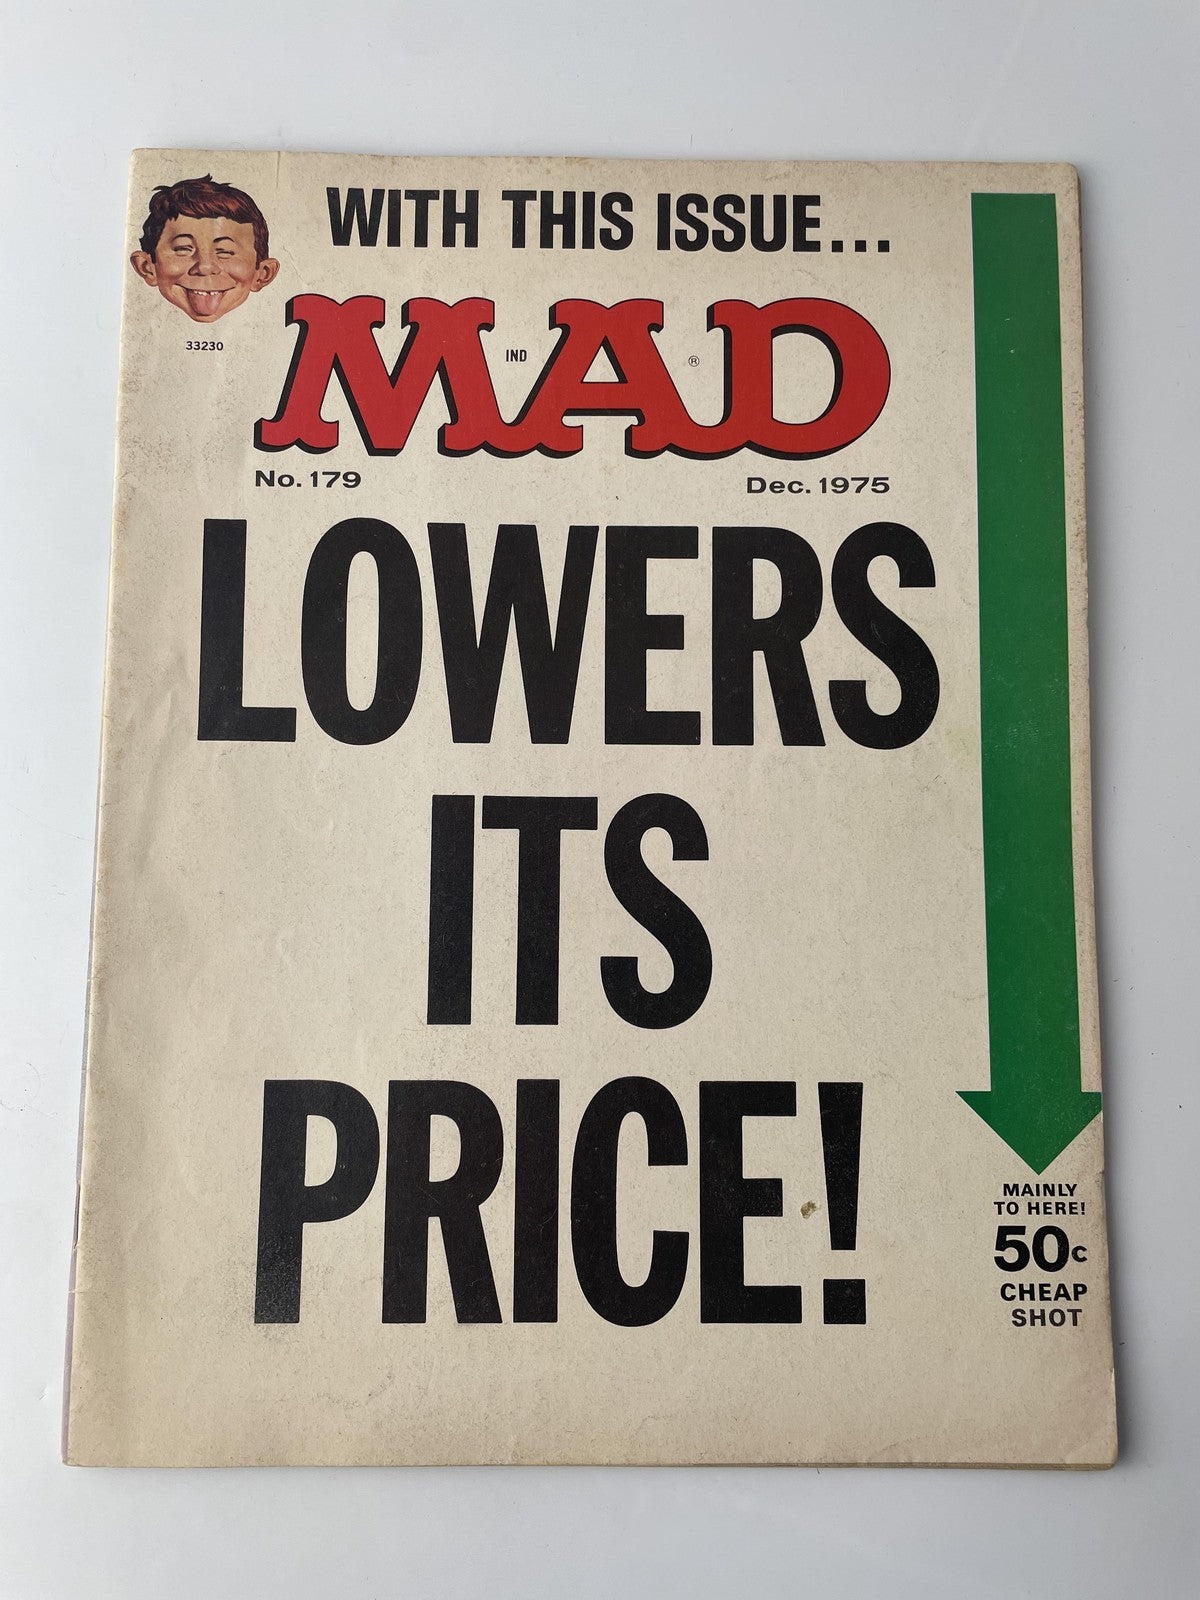 WITH THIS ISSUE...
33230
MAD
IND
®
No. 179
Dec. 1975
LOWERS
ITS
PRICE!
MAINLY
TO HERE!
50c
CHEAP
SHOT